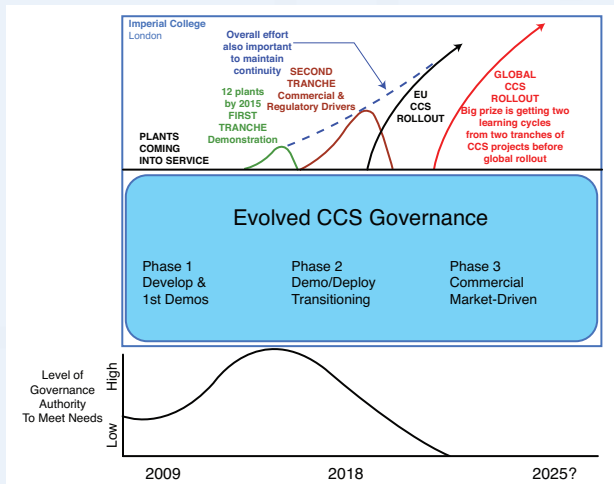 Imperial College
London
Overall effort
also important
to maintain
continuity
12 plants
by 2015
FIRST
TRANCHE
Demonstration
SECOND
TRANCHE
Commercial &
Regulatory Drivers
EU
CCS
ROLLOUT
GLOBAL
CCS
ROLLOUT
Big prize is getting two
learning cycles
from two tranches of
CCS projects before
global rollout
PLANTS
COMING
INTO SERVICE
Evolved CCS Governance
Phase 1
Develop &
1st Demos
Phase 2
Demo/Deploy
Transitioning
Phase 3
Commercial
Market-Driven
Level of
Governance
Authority
To Meet Needs
High
Low
2009
2018
2025?